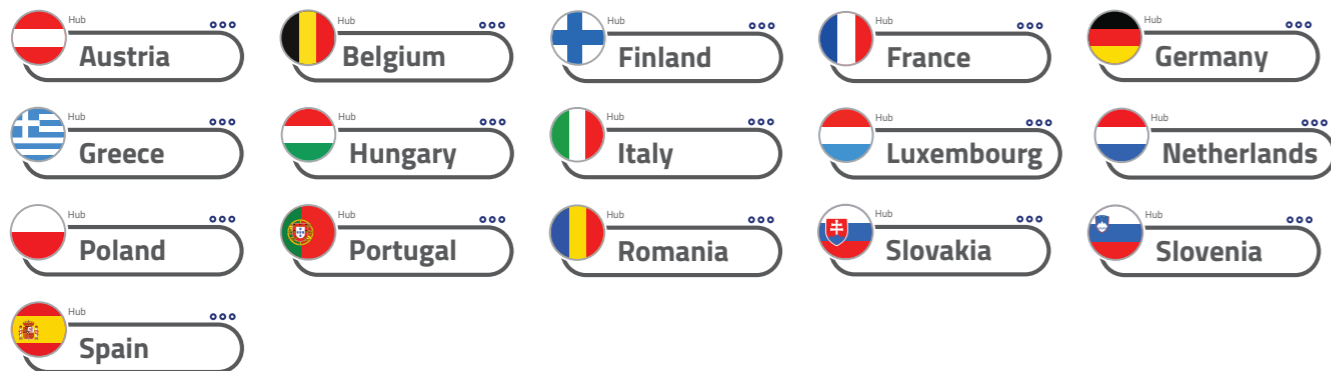 Hub
Austria
Hub
Belgium
Hub
Finland
Hub
France
Hub
Germany
Hub
Greece
Hub
Hungary
Hub
Italy
Hub
Luxembourg
Hub
Netherlands
Hub
Poland
Hub
Portugal
Hub
Romania
Hub
Slovakia
Hub
Slovenia
Hub
Spain